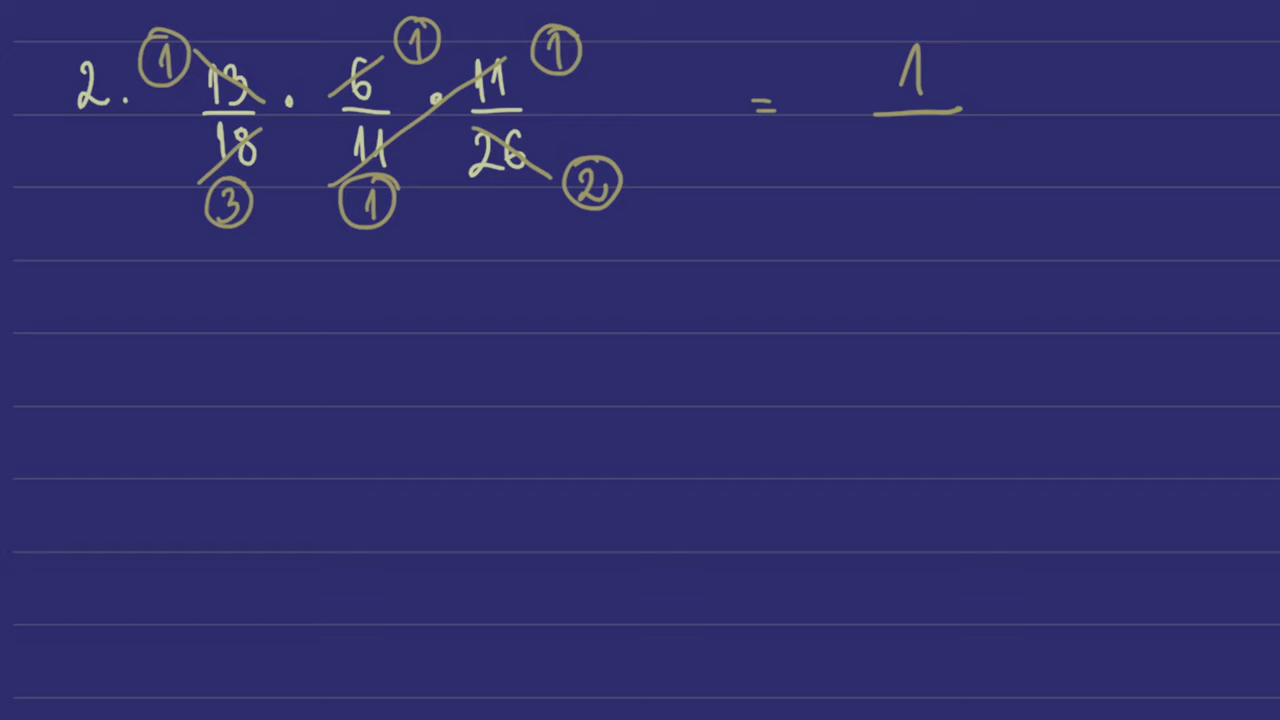 2. ① 13/18 · 6/11 ① · 11/26 ① = 1/
③ ① ②